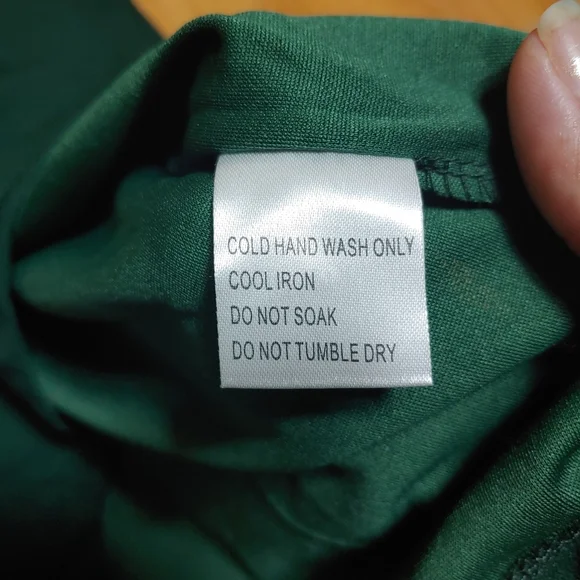 COLD HAND WASH ONLY
COOL IRON
DO NOT SOAK
DO NOT TUMBLE DRY